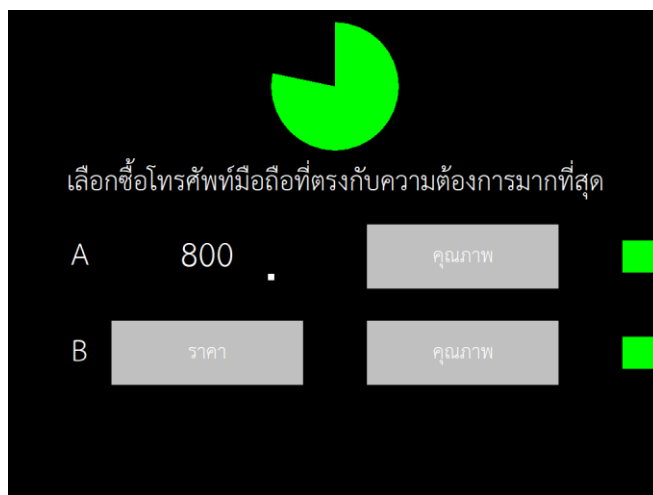 เลือกซื้อโทรศัพท์มือถือที่ตรงกับความต้องการมากที่สุด
A 800 คุณภาพ
B ราคา คุณภาพ